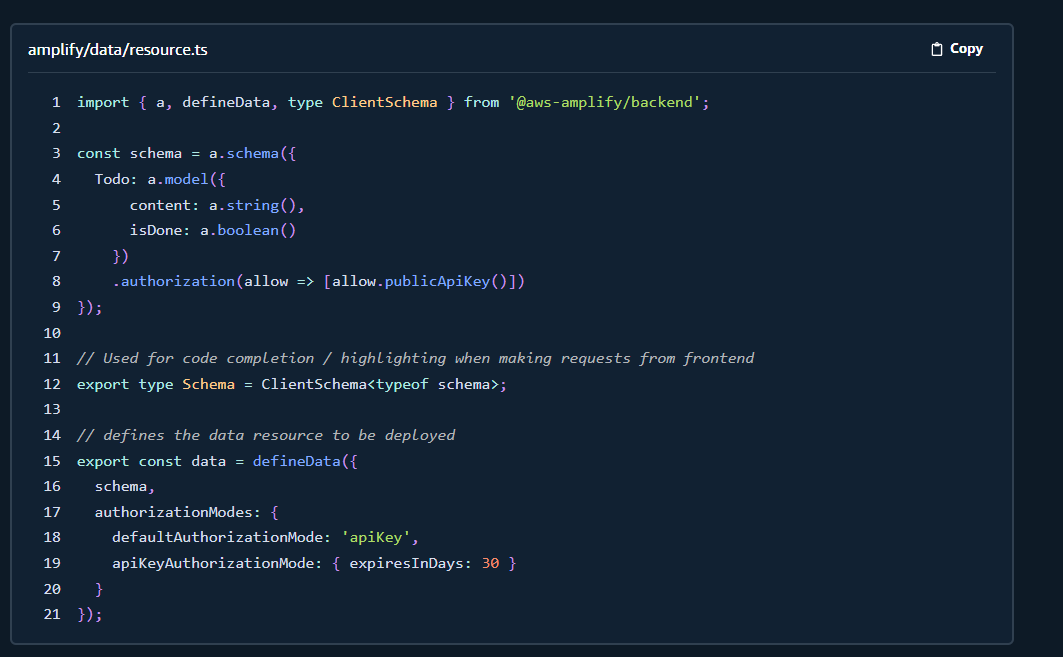 amplify/data/resource.ts
Copy
1 import { a, defineData, type ClientSchema } from '@aws-amplify/backend';
2
3 const schema = a.schema({
4   Todo: a.model({
5       content: a.string(),
6       isDone: a.boolean()
7     })
8     .authorization(allow => [allow.publicApiKey()])
9 });
10
11 // Used for code completion / highlighting when making requests from frontend
12 export type Schema = ClientSchema<typeof schema>;
13
14 // defines the data resource to be deployed
15 export const data = defineData({
16   schema,
17   authorizationModes: {
18     defaultAuthorizationMode: 'apiKey',
19     apiKeyAuthorizationMode: { expiresInDays: 30 }
20   }
21 });